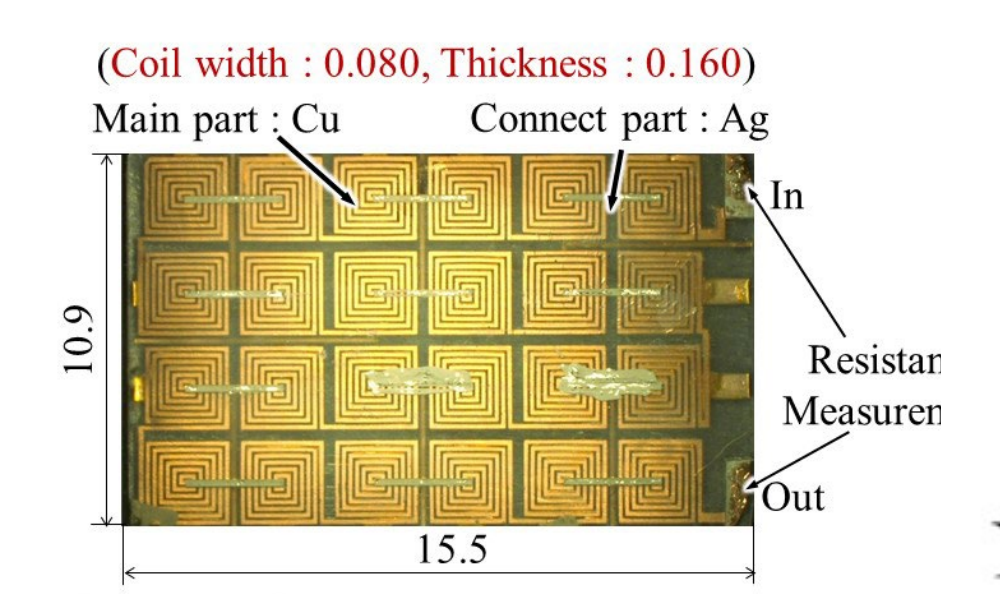 (Coil width : 0.080, Thickness : 0.160)
Main part : Cu
Connect part : Ag
In
10.9
Resistan
Measuren
Out
15.5